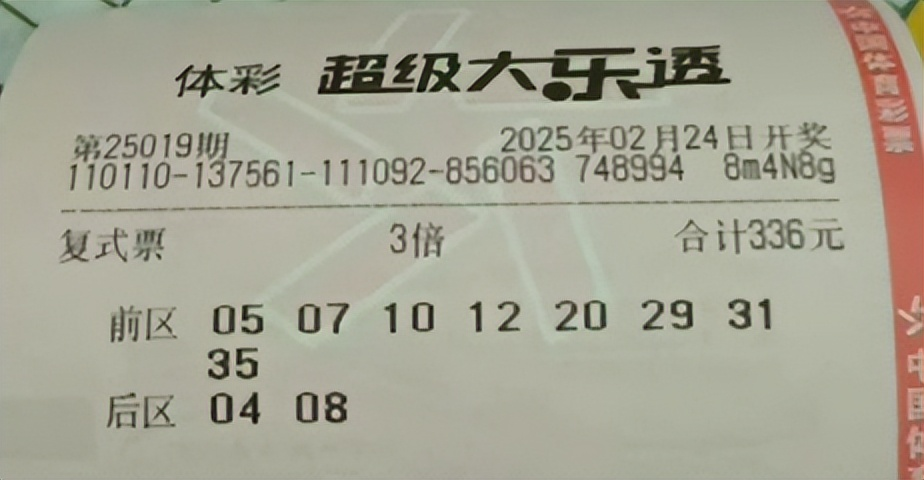 体彩 超级大乐透
第25019期 2025年02月24日开奖
110110-137561-111092-856063 748994 8m4N8g
复式票 3倍 合计336元
前区 05 07 10 12 20 29 31
35
后区 04 08
中国体育彩票
中国体